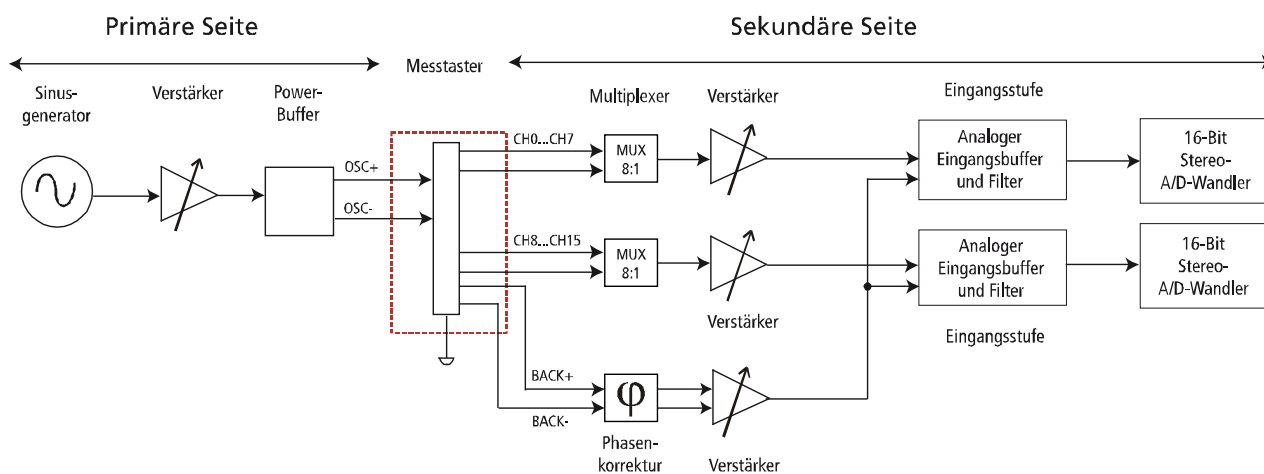 Primäre Seite
Sekundäre Seite
Messtaster
Sinus-
generator
Verstärker
Power-
Buffer
Multiplexer
Verstärker
Eingangsstufe
OSC+
OSC-
CH0...CH7
MUX
8:1
Analoger
Eingangsbuffer
und Filter
16-Bit
Stereo-
A/D-Wandler
CH8...CH15
MUX
8:1
Analoger
Eingangsbuffer
und Filter
16-Bit
Stereo-
A/D-Wandler
Verstärker
Eingangsstufe
BACK+
BACK-
φ
Phasen-
korrektur
Verstärker